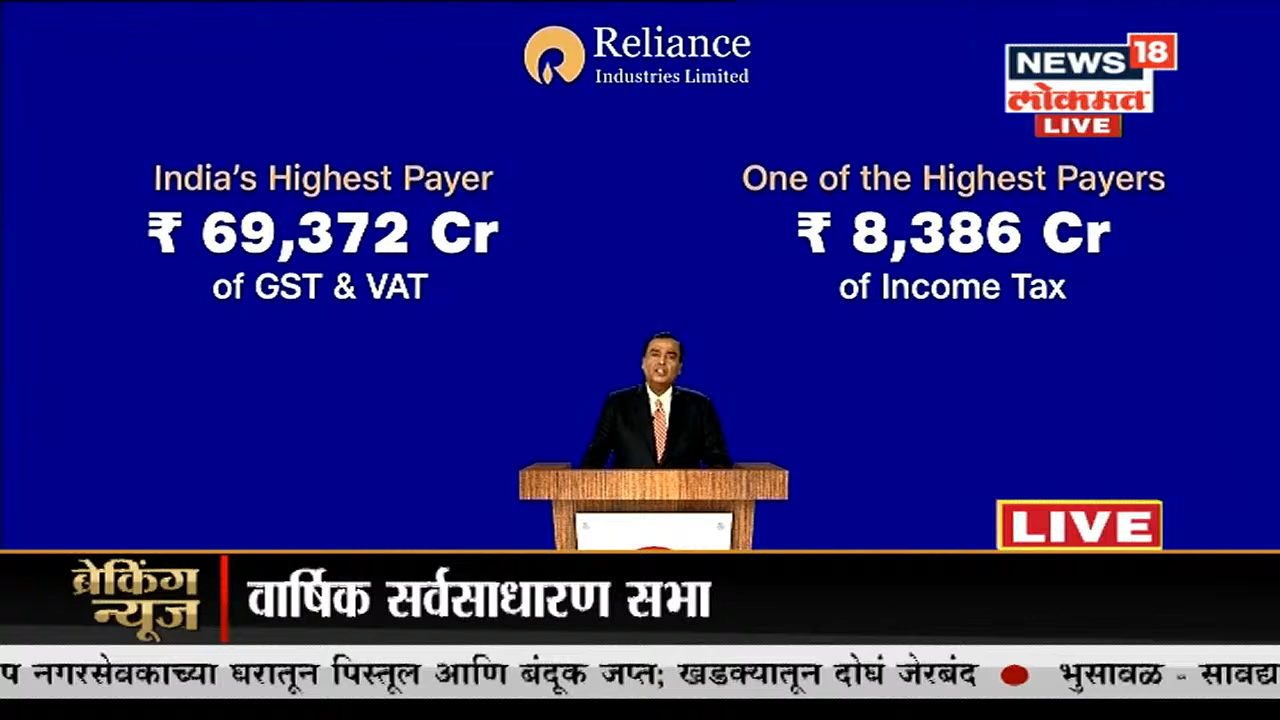 Reliance
Industries Limited
NEWS 18
लोकमत
LIVE
India's Highest Payer
₹ 69,372 Cr
of GST & VAT
One of the Highest Payers
₹ 8,386 Cr
of Income Tax
LIVE
ब्रेकिंग
न्यूज
वार्षिक सर्वसाधारण सभा
प नगरसेवकाच्या घरातून पिस्तूल आणि बंदूक जप्त; खडक्यातून दोघं जेरबंद ● भुसावळ - सावद्य